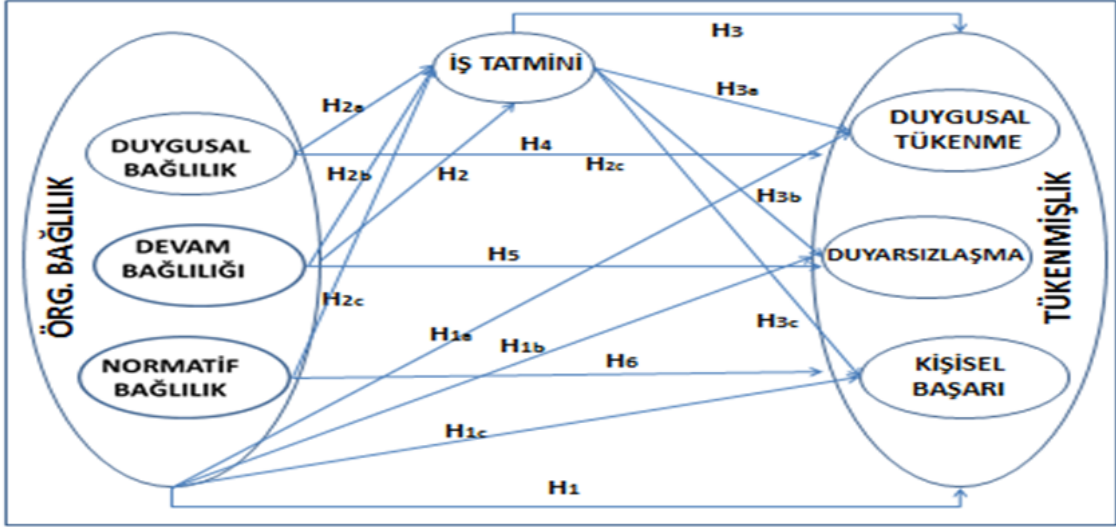 H3
İŞ TATMİNİ
H2a
H3a
DUYGUSAL
TÜKENME
DUYGUSAL
BAĞLILIK
H4
H2b
H2
H2c
H3b
ÖRG. BAĞLILIK
TÜKENMİŞLİK
DEVAM
BAĞLILIĞI
H5
DUYARSIZLAŞMA
H2c
H3c
H1a
H1b
NORMATİF
BAĞLILIK
H6
KİŞİSEL
BAŞARI
H1c
H1